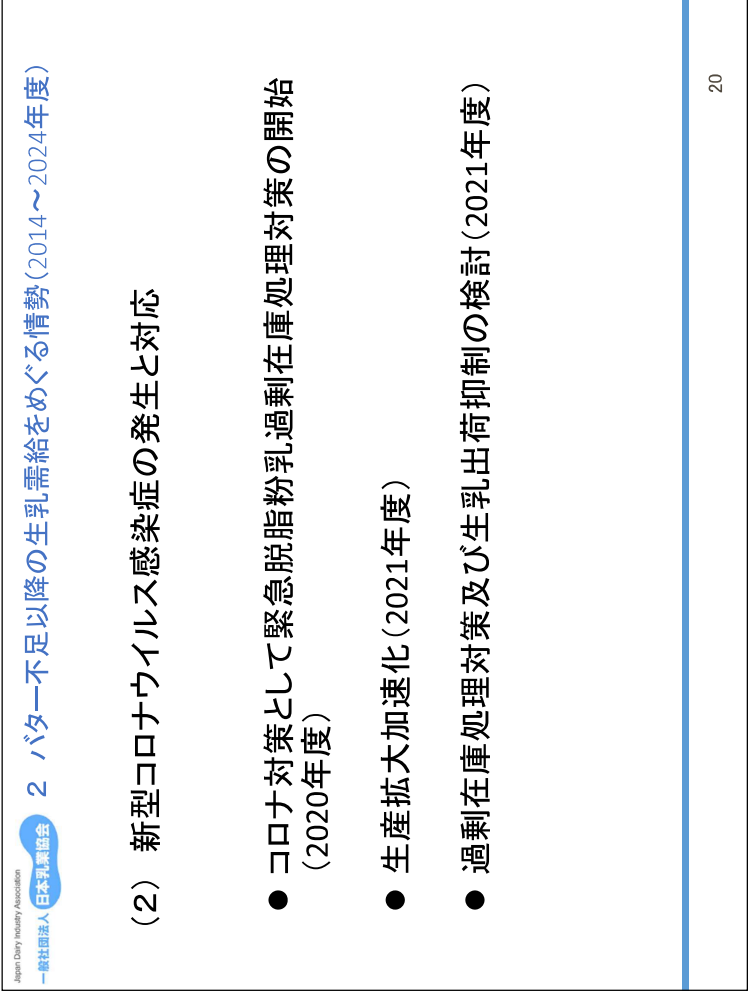 Japan Dairy Industry Association
一般社団法人 日本乳業協会
２ バター不足以降の生乳需給をめぐる情勢（2014～2024年度）
（２） 新型コロナウイルス感染症の発生と対応
● コロナ対策として緊急脱脂粉乳過剰在庫処理対策の開始
（2020年度）
● 生産拡大加速化（2021年度）
● 過剰在庫処理対策及び生乳出荷抑制の検討（2021年度）
20